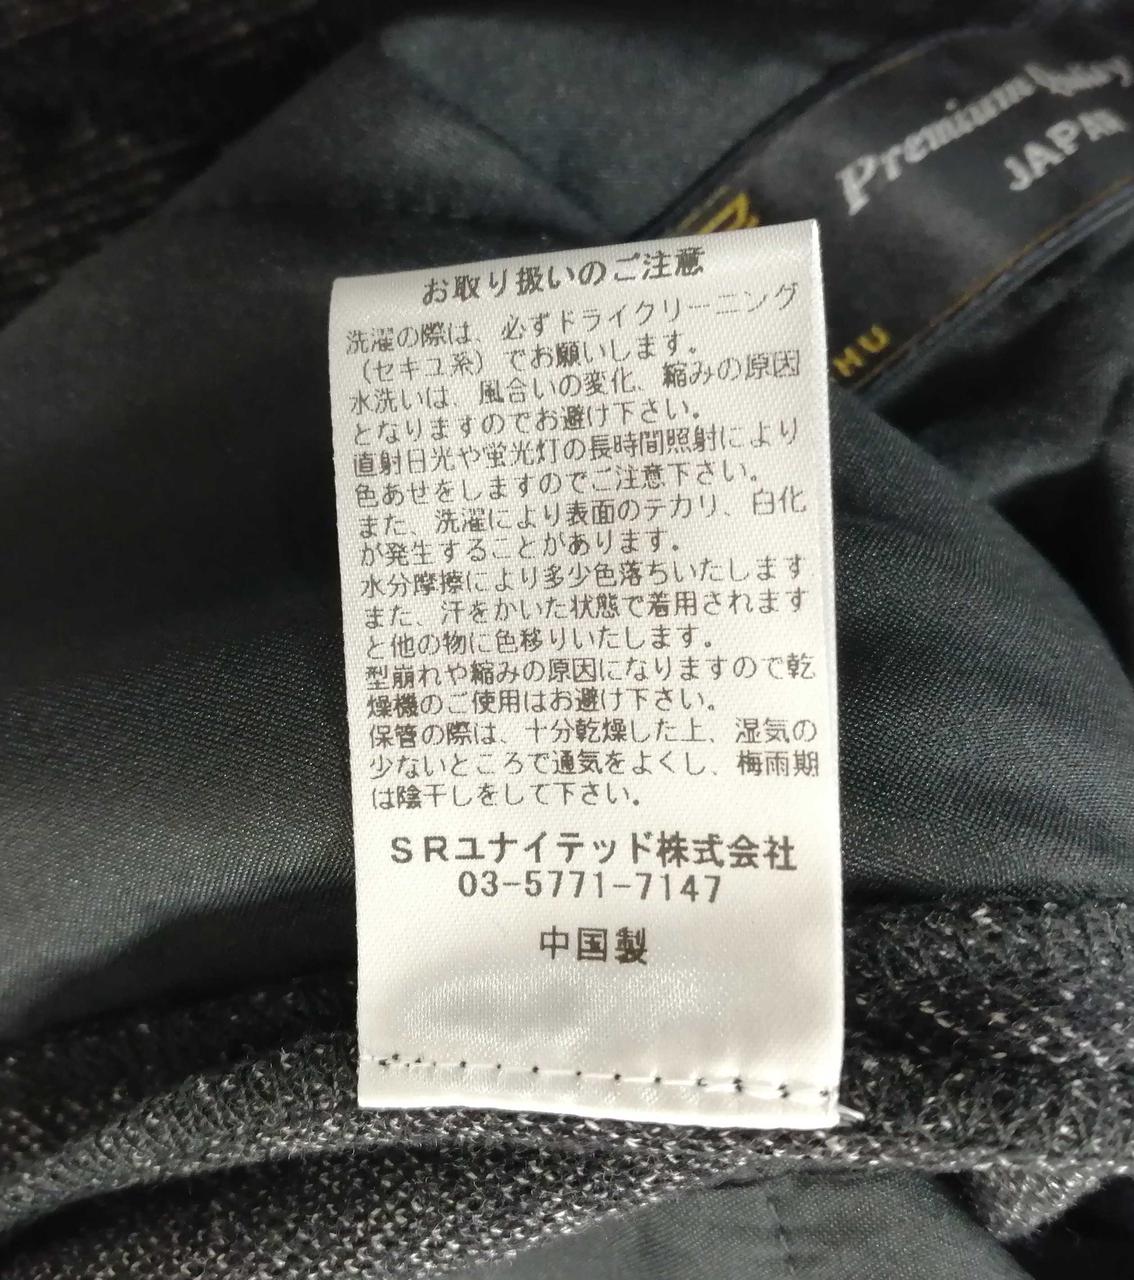 Premium Quality
JAPAN
HU
お取り扱いのご注意
洗濯の際は、必ずドライクリーニング
（セキユ系）でお願いします。
水洗いは、風合いの変化、縮みの原因
となりますのでお避け下さい。
直射日光や蛍光灯の長時間照射により
色あせをしますのでご注意下さい。
また、洗濯により表面のテカリ、白化
が発生することがあります。
水分摩擦により多少色落ちいたします
また、汗をかいた状態で着用されます
と他の物に色移りいたします。
型崩れや縮みの原因になりますので乾
燥機のご使用はお避け下さい。
保管の際は、十分乾燥した上、湿気の
少ないところで通気をよくし、梅雨期
は陰干しをして下さい。
ＳＲユナイテッド株式会社
03-5771-7147
中国製